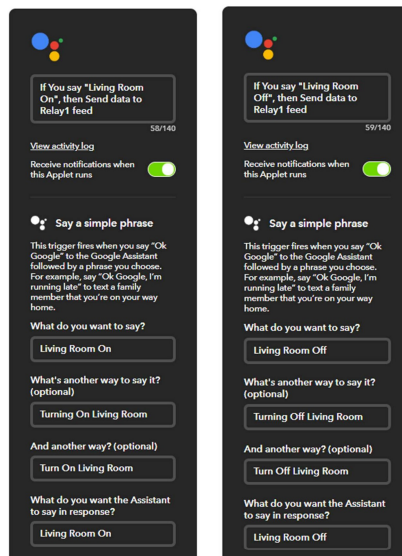 If You say "Living Room
On", then Send data to
Relay1 feed
58/140
View activity log
Receive notifications when
this Applet runs
Say a simple phrase
This trigger fires when you say "Ok
Google" to the Google Assistant
followed by a phrase you choose.
For example, say "Ok Google, I'm
running late" to text a family
member that you're on your way
home.
What do you want to say?
Living Room On
What's another way to say it?
(optional)
Turning On Living Room
And another way? (optional)
Turn On Living Room
What do you want the Assistant
to say in response?
Living Room On
If You say "Living Room
Off", then Send data to
Relay1 feed
59/140
View activity log
Receive notifications when
this Applet runs
Say a simple phrase
This trigger fires when you say "Ok
Google" to the Google Assistant
followed by a phrase you choose.
For example, say "Ok Google, I'm
running late" to text a family
member that you're on your way
home.
What do you want to say?
Living Room Off
What's another way to say it?
(optional)
Turning Off Living Room
And another way? (optional)
Turn Off Living Room
What do you want the Assistant
to say in response?
Living Room Off